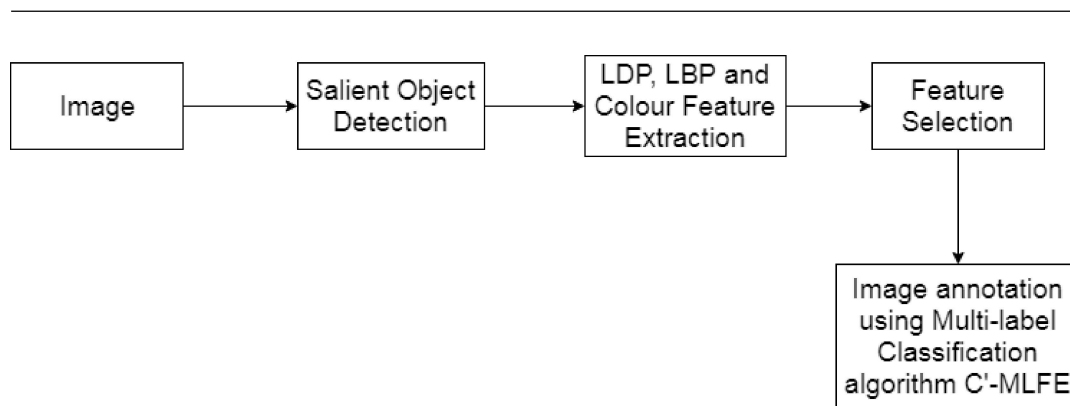 Image
Salient Object
Detection
LDP, LBP and
Colour Feature
Extraction
Feature
Selection
Image annotation
using Multi-label
Classification
algorithm C'-MLFE